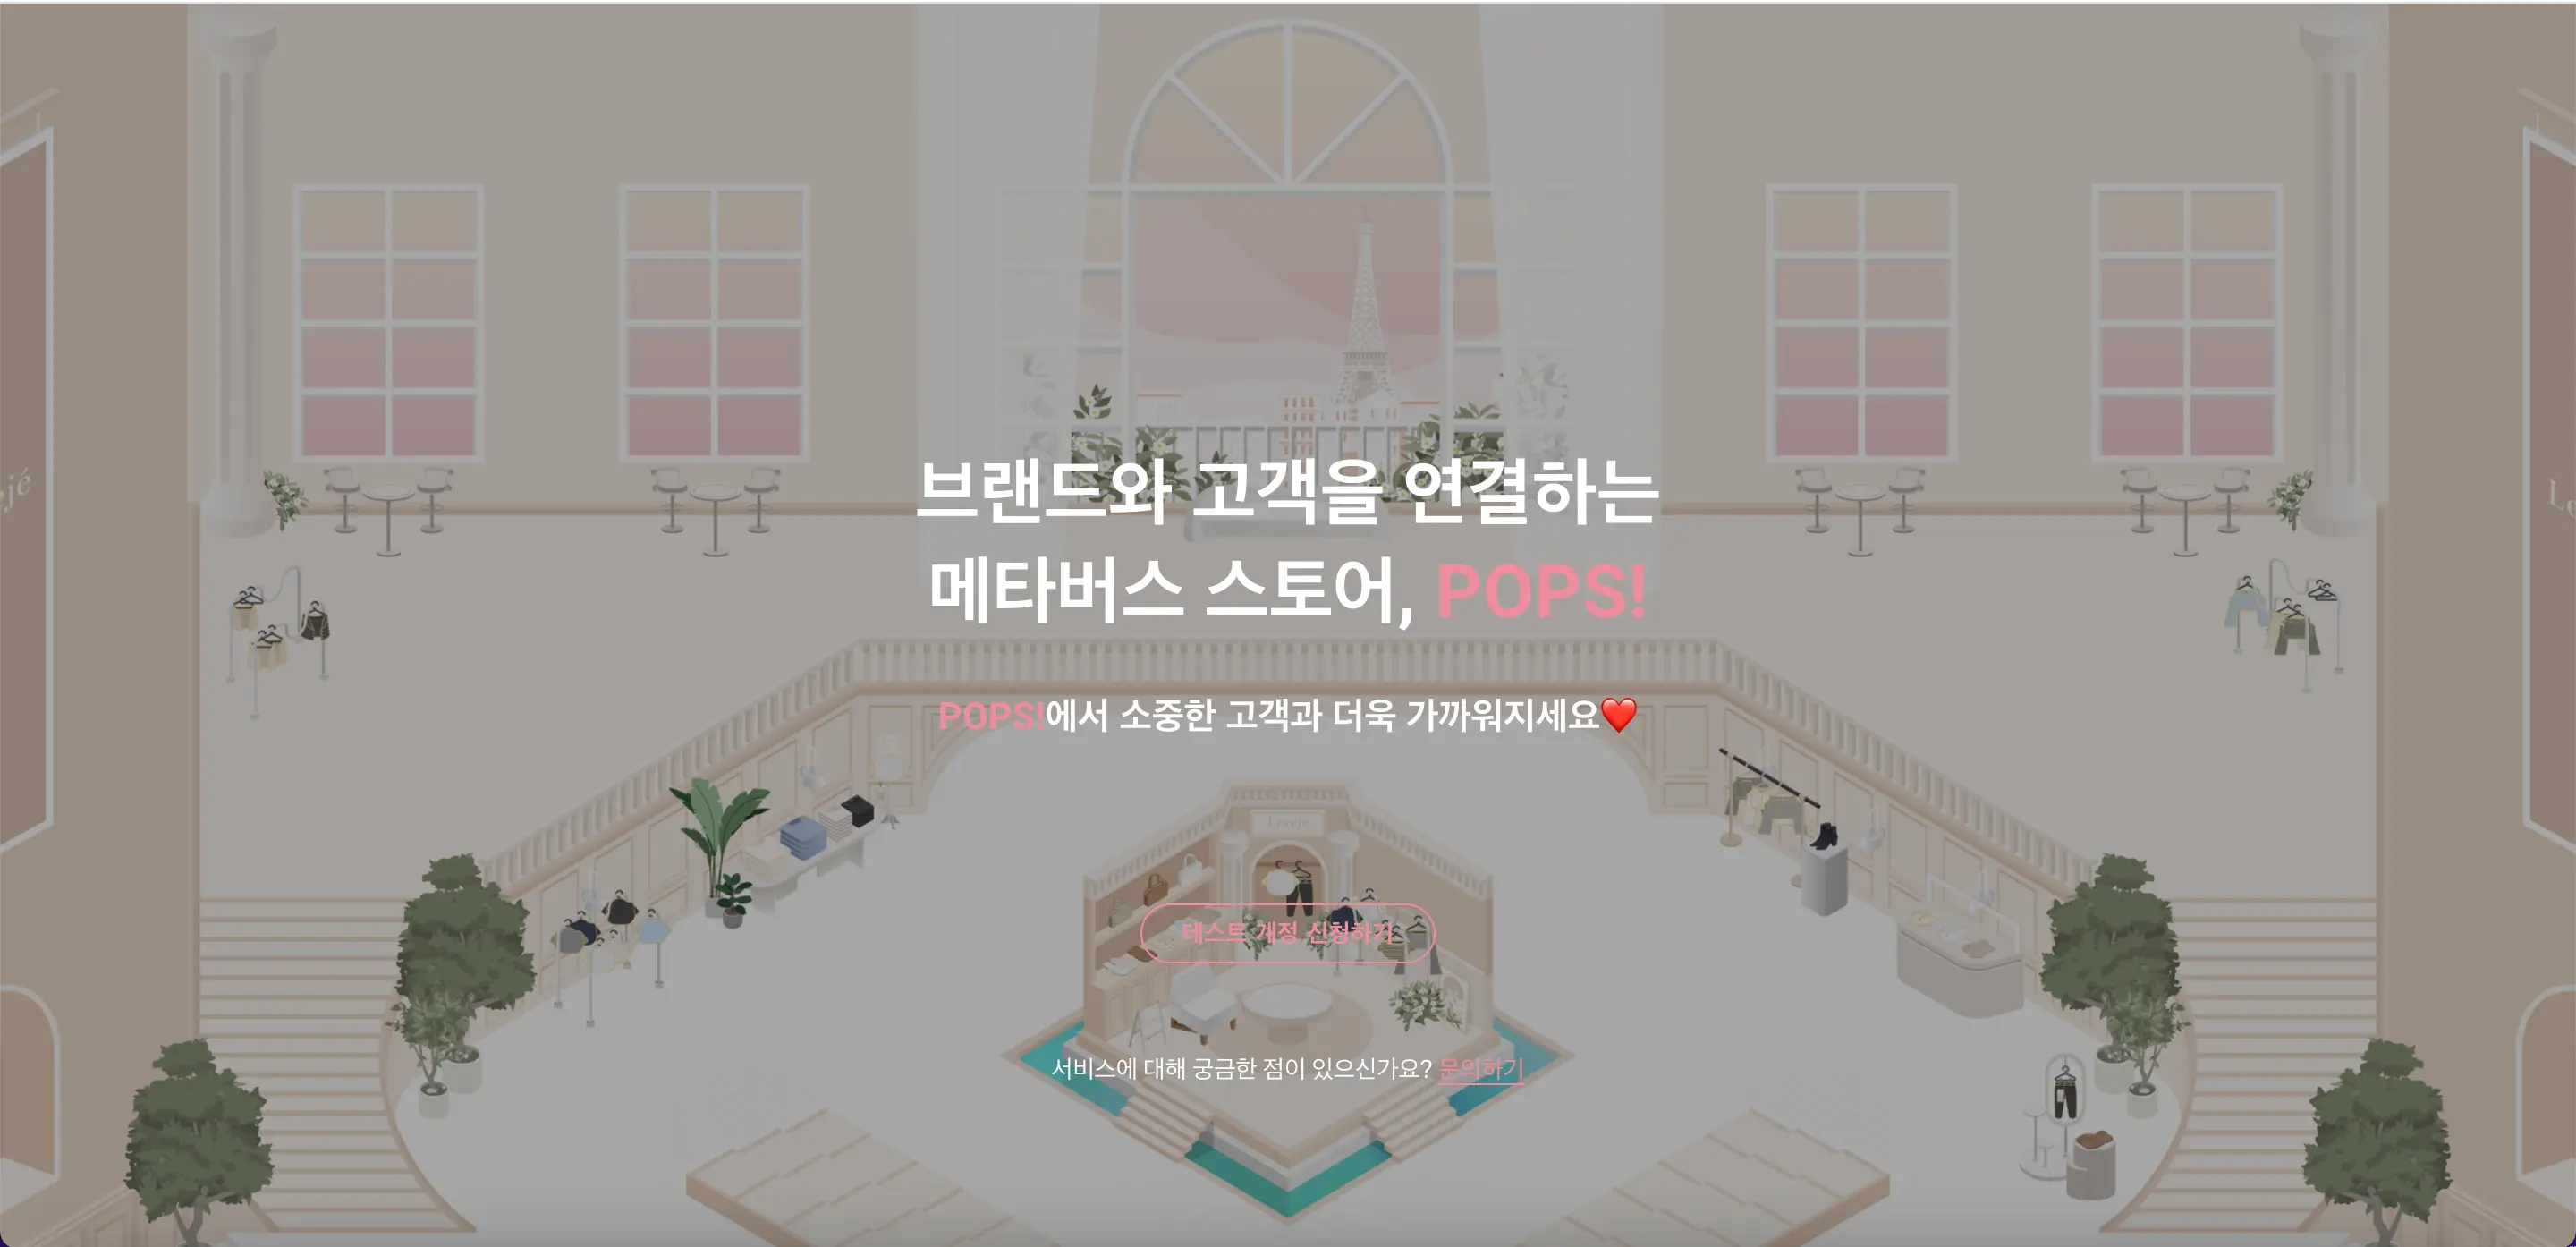 브랜드와 고객을 연결하는
메타버스 스토어, POPS!
POPS!에서 소중한 고객과 더욱 가까워지세요❤️
Leveje
테스트 계정 신청하기
서비스에 대해 궁금한 점이 있으신가요? 문의하기